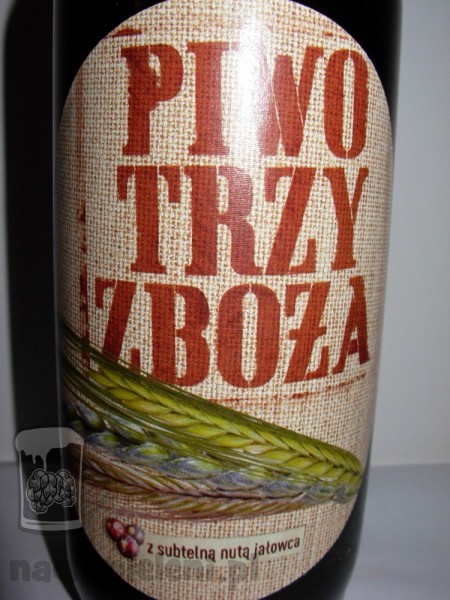 PIWO
TRZY
ZBOŻA
z subtelną nutą jałowca